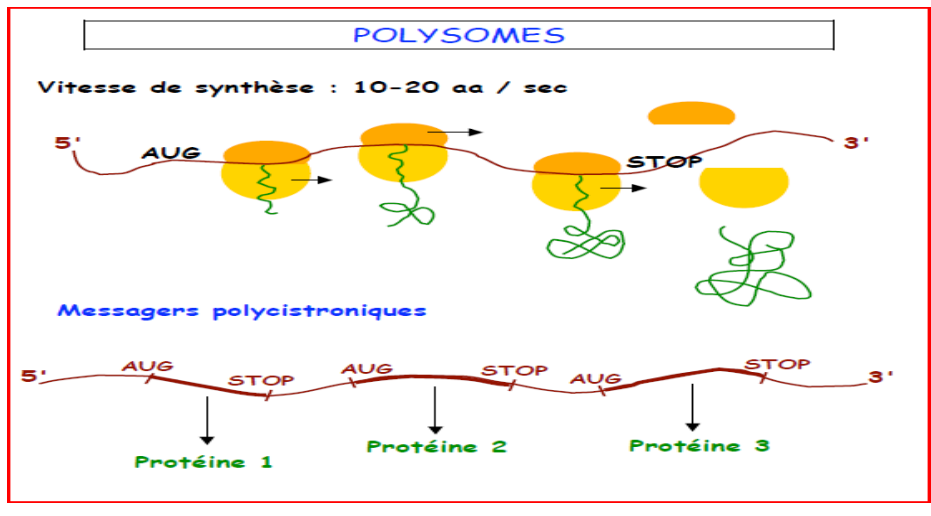 POLYSOMES
Vitesse de synthèse : 10-20 aa / sec
5' AUG STOP 3'
Messagers polycistroniques
5' AUG STOP AUG STOP AUG STOP 3'
Protéine 1 Protéine 2 Protéine 3